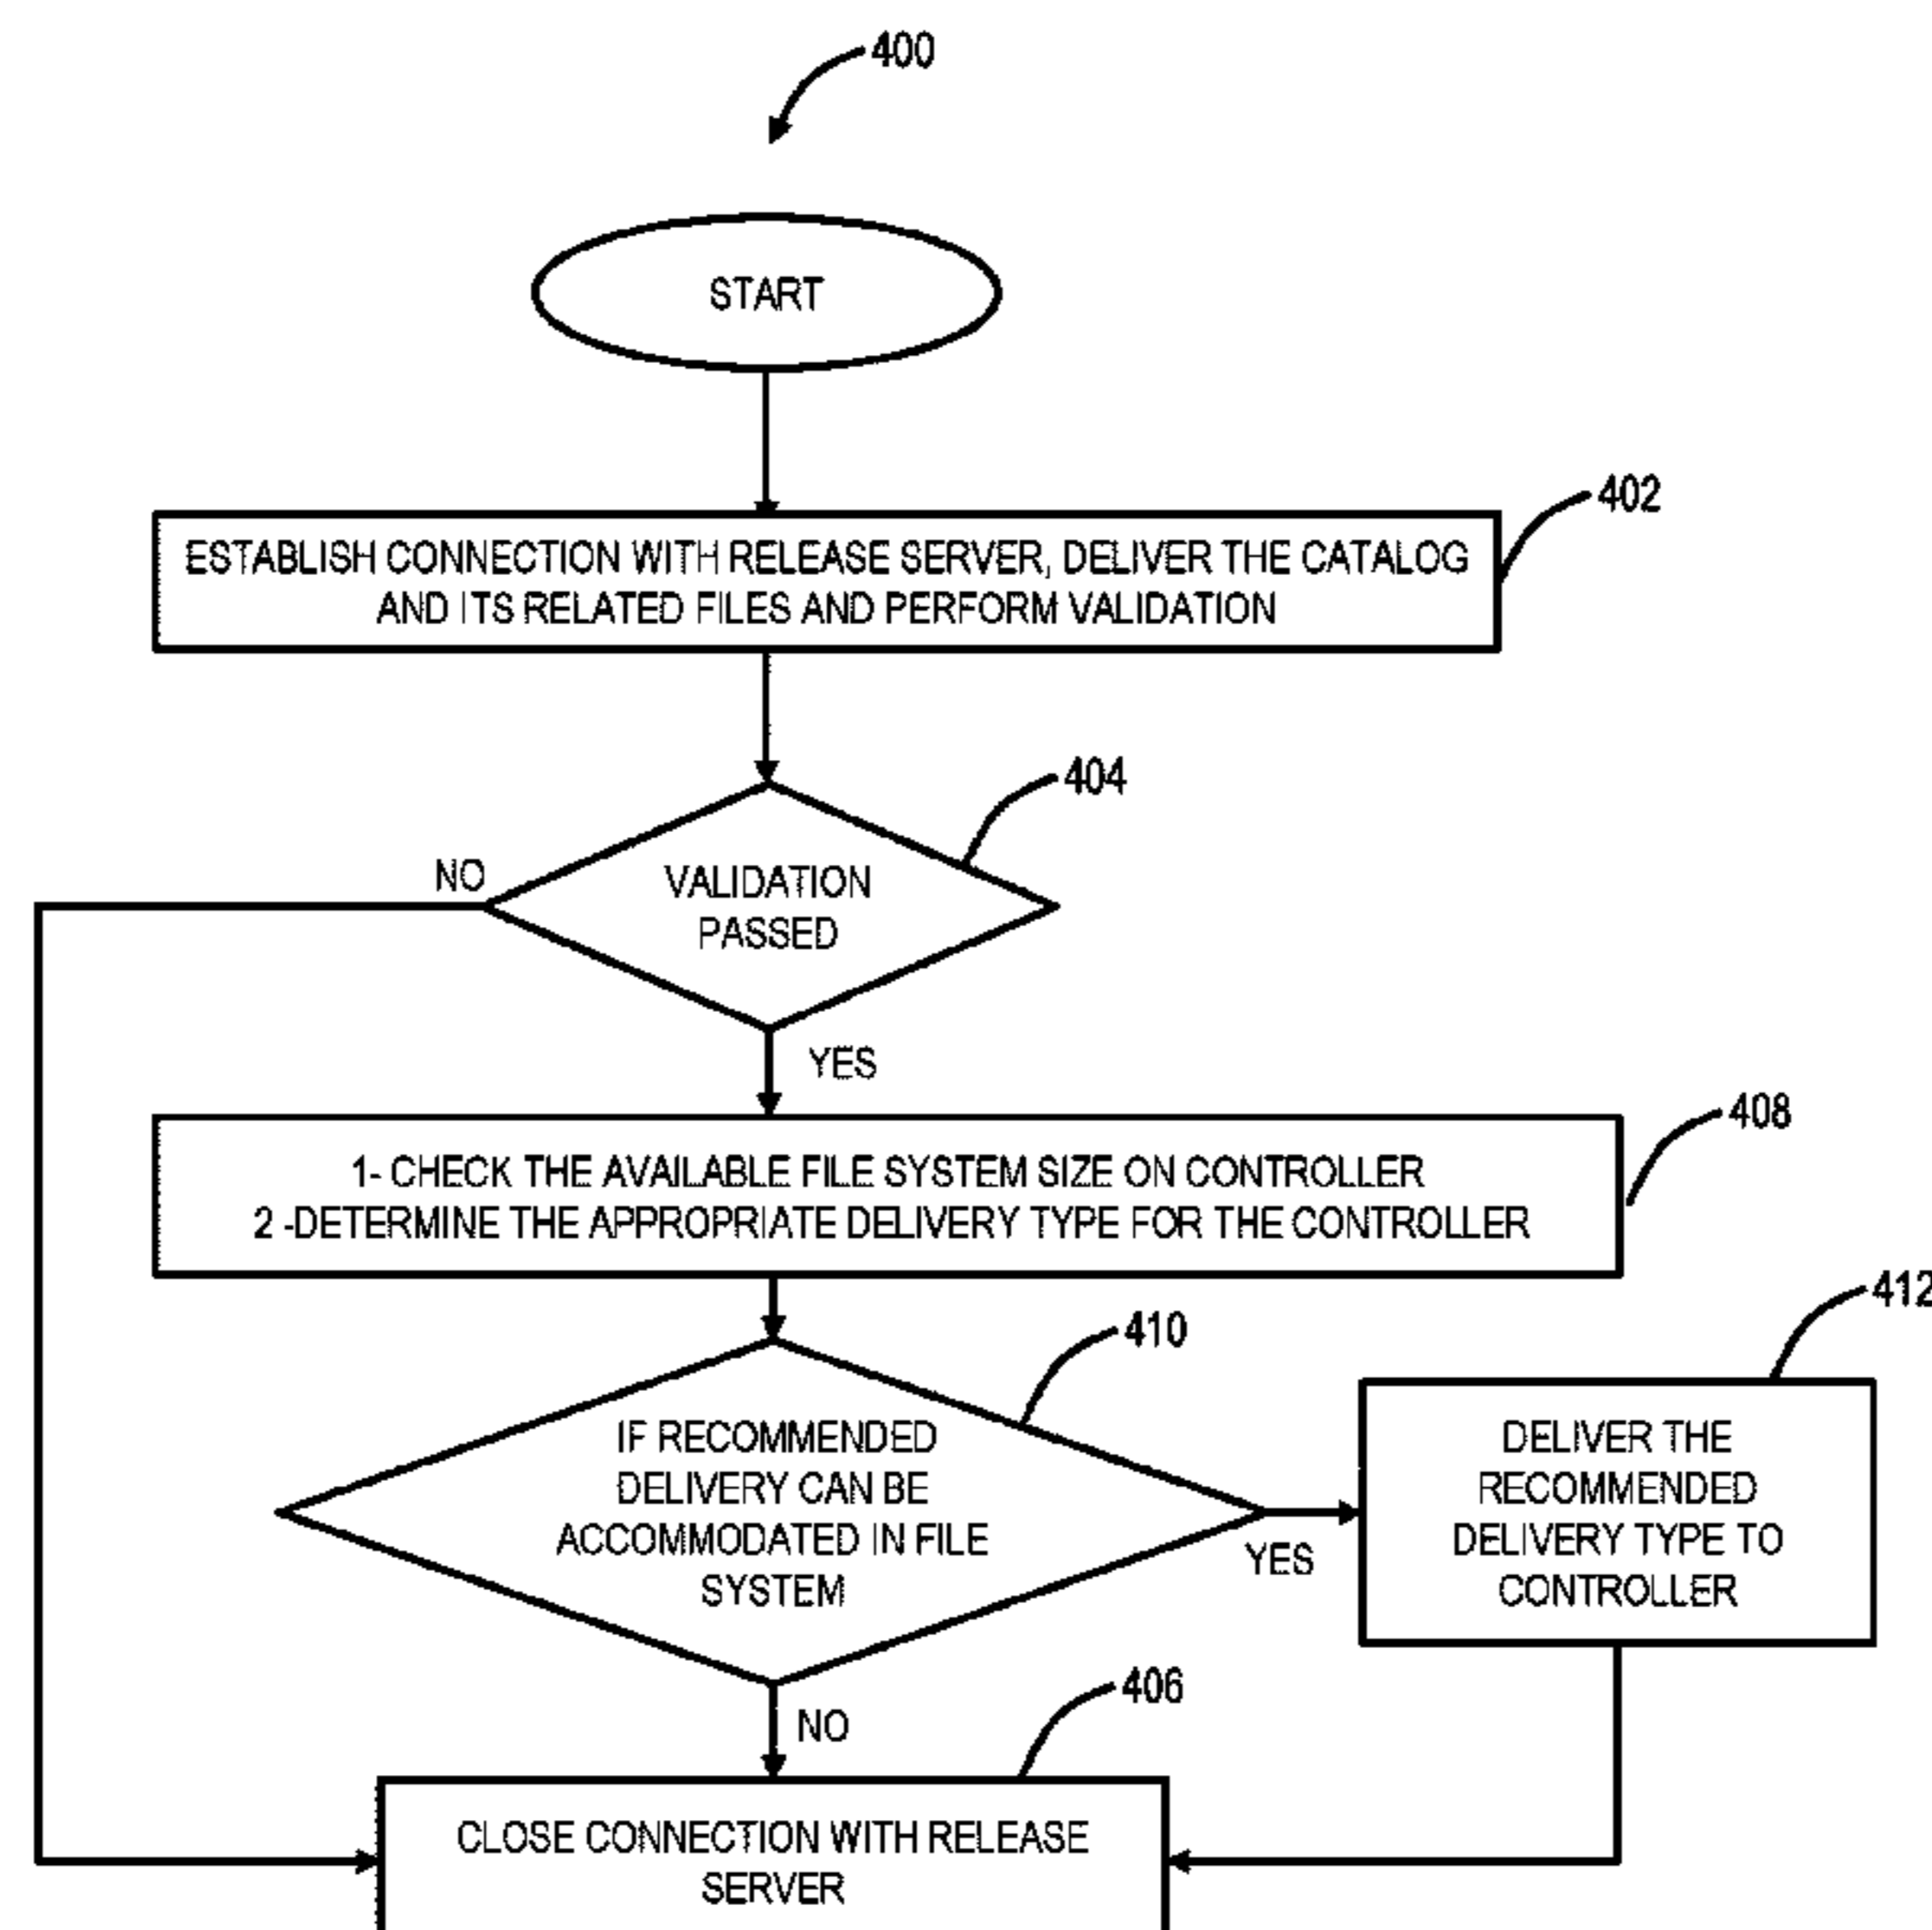 400
START
402
ESTABLISH CONNECTION WITH RELEASE SERVER, DELIVER THE CATALOG
AND ITS RELATED FILES AND PERFORM VALIDATION
404
NO
VALIDATION
PASSED
YES
408
1- CHECK THE AVAILABLE FILE SYSTEM SIZE ON CONTROLLER
2 -DETERMINE THE APPROPRIATE DELIVERY TYPE FOR THE CONTROLLER
412
410
IF RECOMMENDED
DELIVERY CAN BE
ACCOMMODATED IN FILE
SYSTEM
YES
DELIVER THE
RECOMMENDED
DELIVERY TYPE TO
CONTROLLER
406
NO
CLOSE CONNECTION WITH RELEASE
SERVER